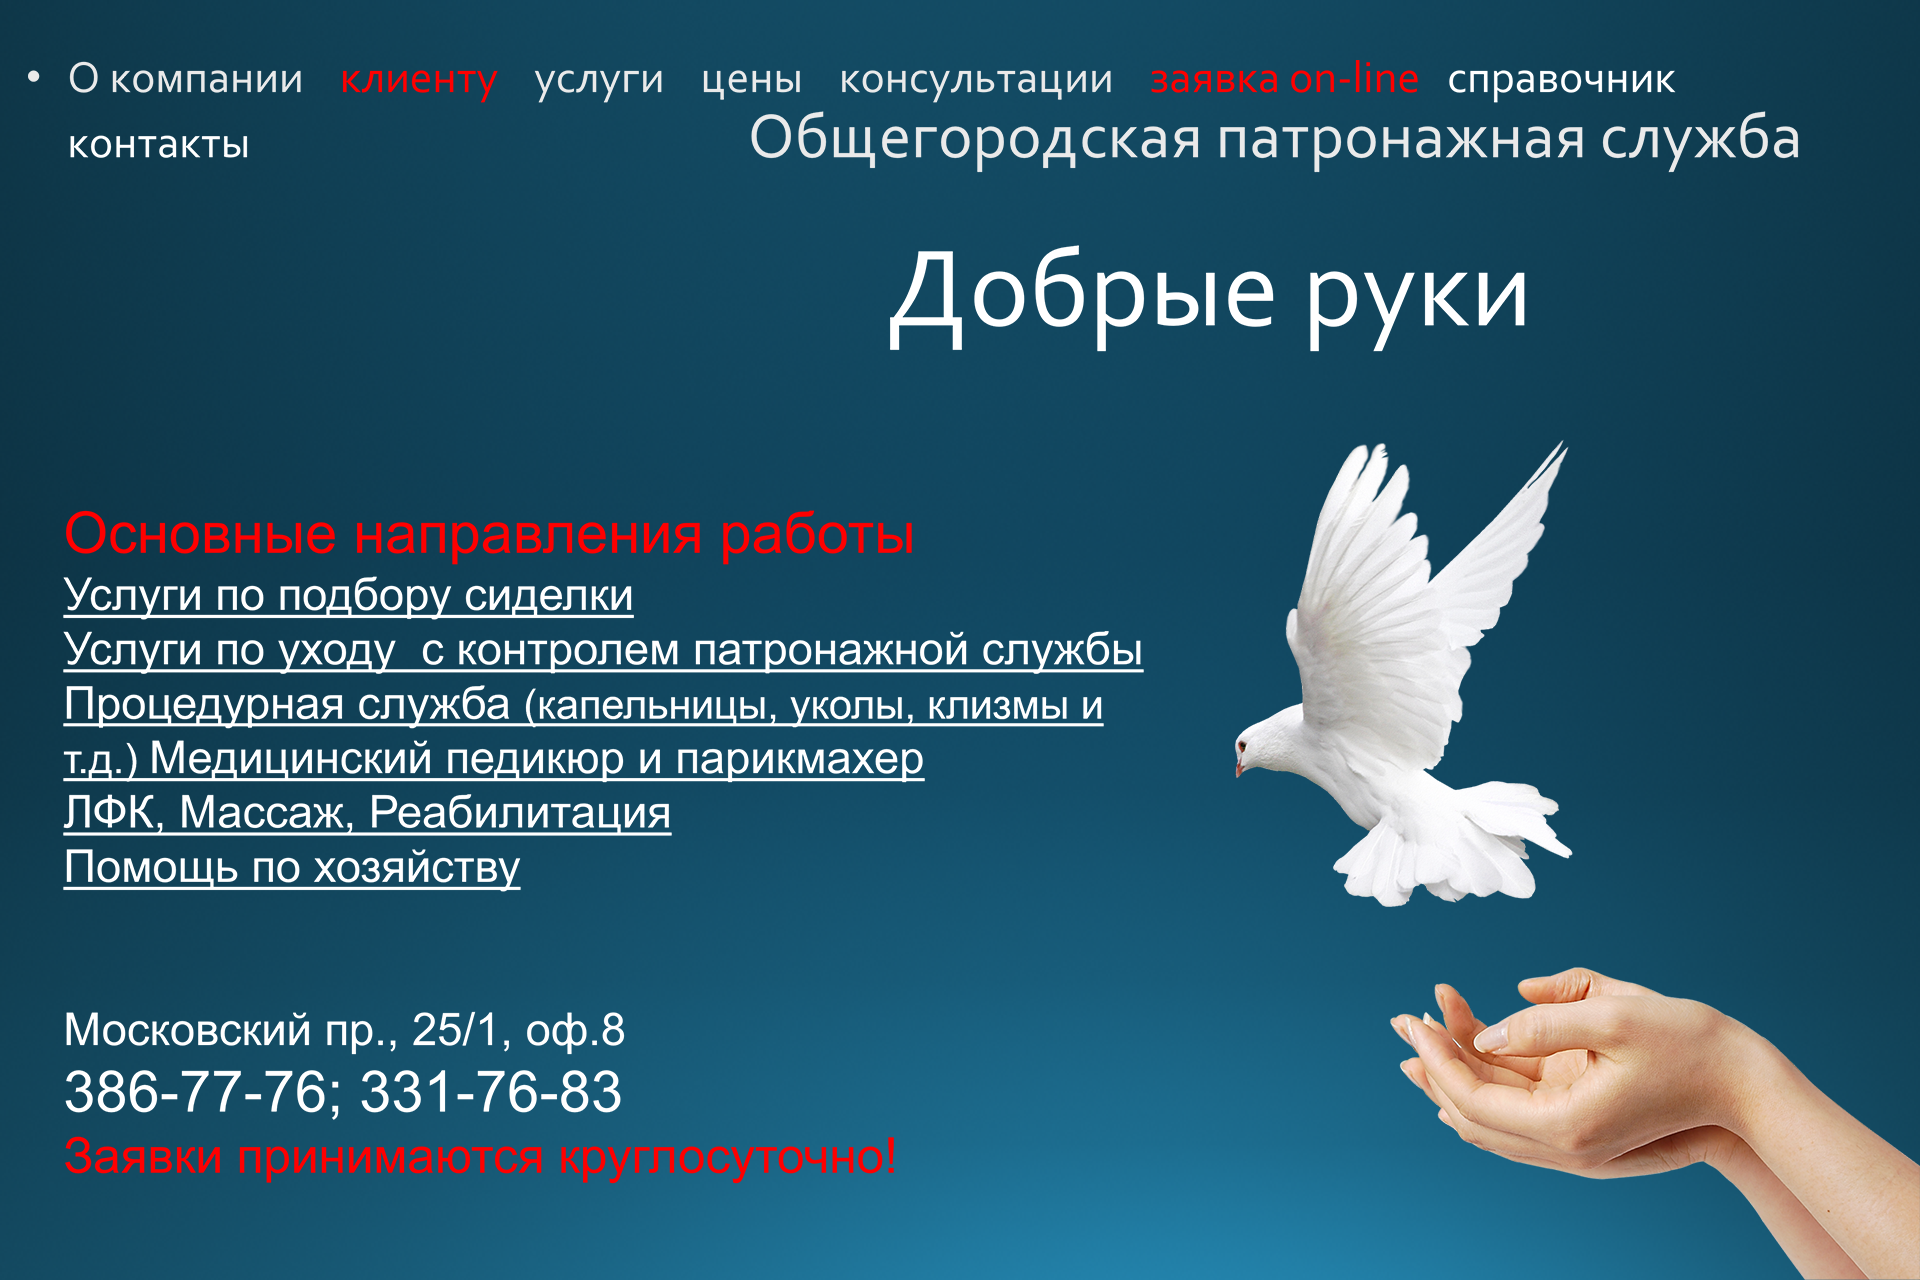 • О компании клиенту услуги цены консультации заявка on-line справочник
контакты
Общегородская патронажная служба
Добрые руки
Основные направления работы
Услуги по подбору сиделки
Услуги по уходу с контролем патронажной службы
Процедурная служба (капельницы, уколы, клизмы и
т.д.) Медицинский педикюр и парикмахер
ЛФК, Массаж, Реабилитация
Помощь по хозяйству
Московский пр., 25/1, оф.8
386-77-76; 331-76-83
Заявки принимаются круглосуточно!